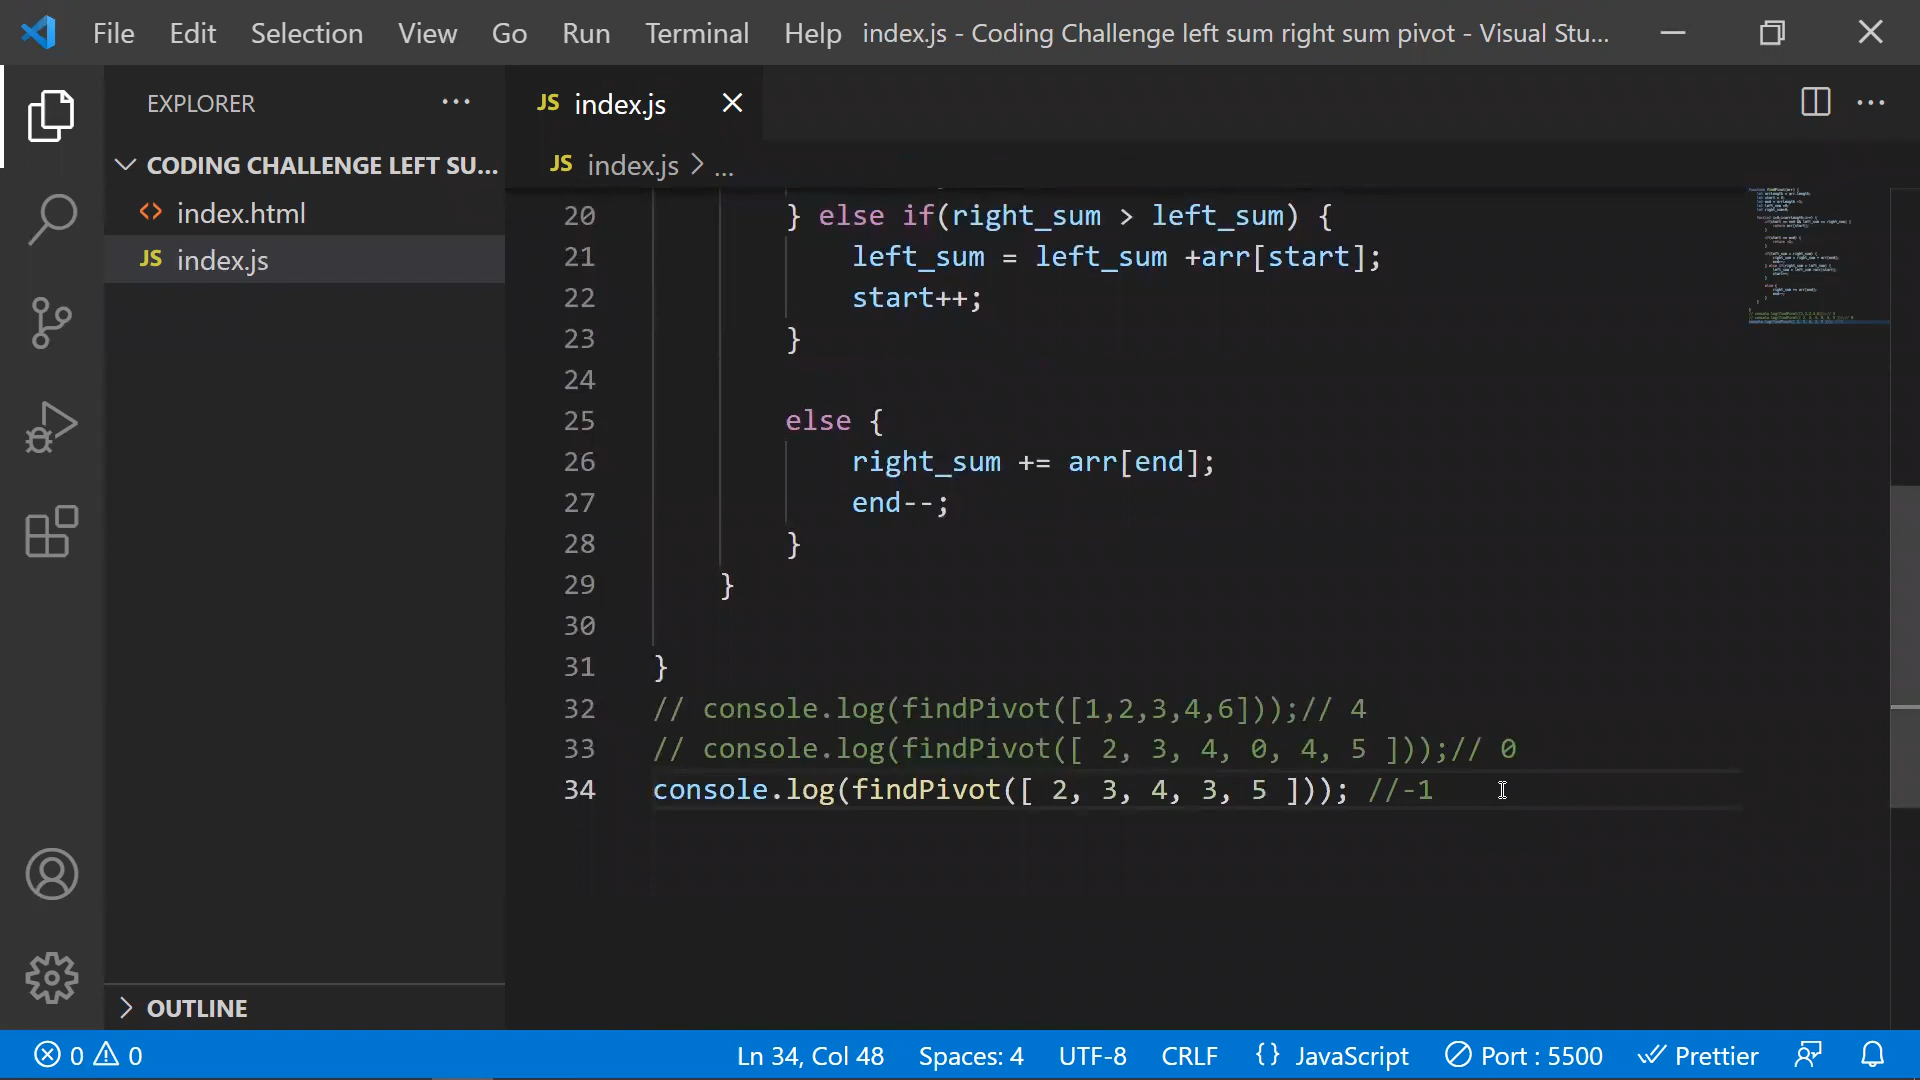 File Edit Selection View Go Run Terminal Help index.js - Coding Challenge left sum right sum pivot - Visual Stu...
EXPLORER
JS index.js
CODING CHALLENGE LEFT SU...
JS index.js > ...
index.html
JS index.js
20 } else if(right_sum > left_sum) {
21 left_sum = left_sum +arr[start];
22 start++;
23 }
24
25 else {
26 right_sum += arr[end];
27 end--;
28 }
29 }
30
31 }
32 // console.log(findPivot([1,2,3,4,6]));// 4
33 // console.log(findPivot([ 2, 3, 4, 0, 4, 5 ]));// 0
34 console.log(findPivot([ 2, 3, 4, 3, 5 ])); //-1
OUTLINE
0 0 Ln 34, Col 48 Spaces: 4 UTF-8 CRLF {} JavaScript Port : 5500 Prettier